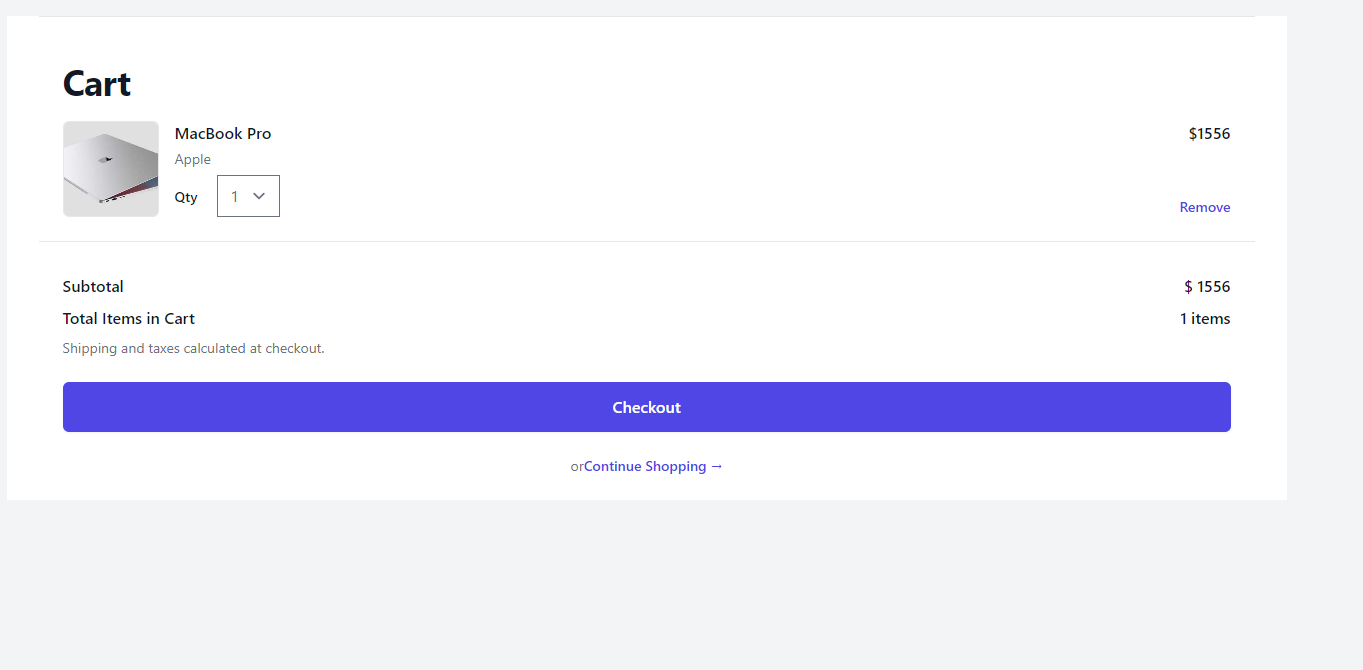 Cart
MacBook Pro $1556
Apple
Qty 1
Remove
Subtotal $ 1556
Total Items in Cart 1 items
Shipping and taxes calculated at checkout.
Checkout
orContinue Shopping →